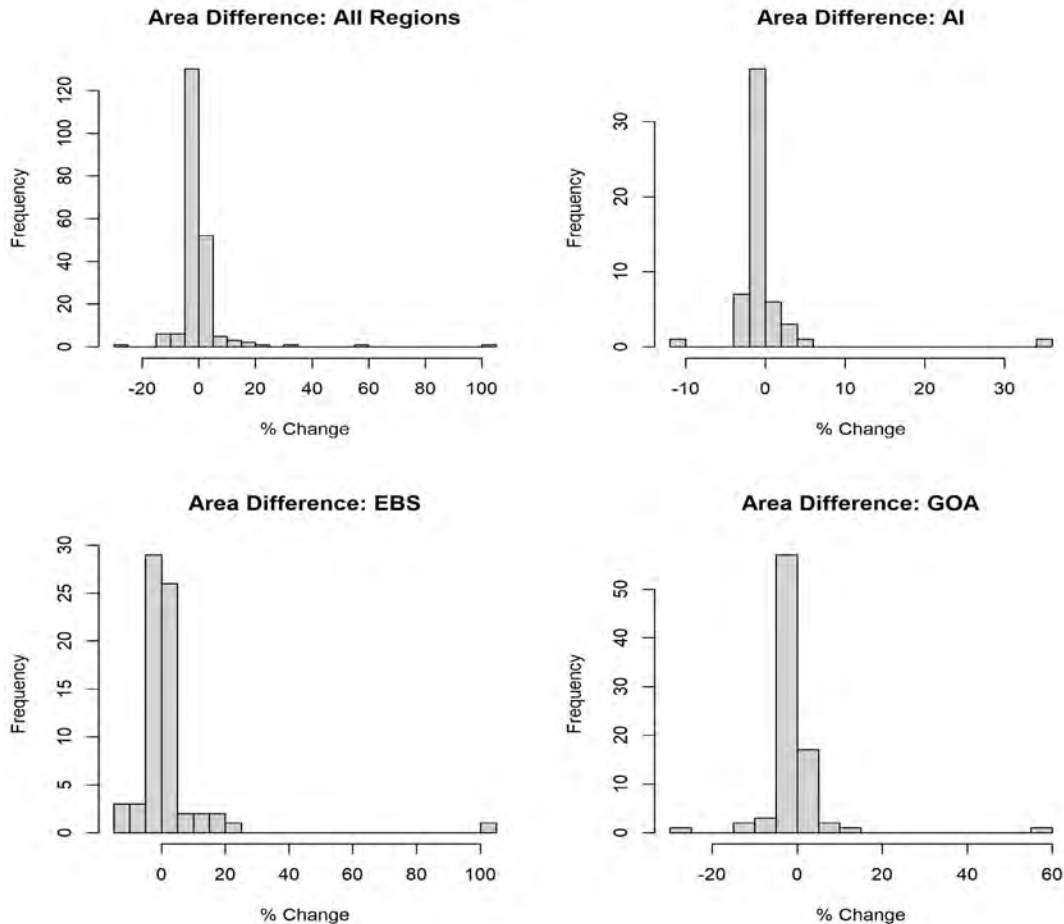 Area Difference: All Regions
Frequency
0 20 40 60 80 100 120
-20 0 20 40 60 80 100
% Change
Area Difference: AI
Frequency
0 10 20 30
-10 0 10 20 30
% Change
Area Difference: EBS
Frequency
0 5 10 15 20 25 30
0 20 40 60 80 100
% Change
Area Difference: GOA
Frequency
0 10 20 30 40 50
-20 0 20 40 60
% Change